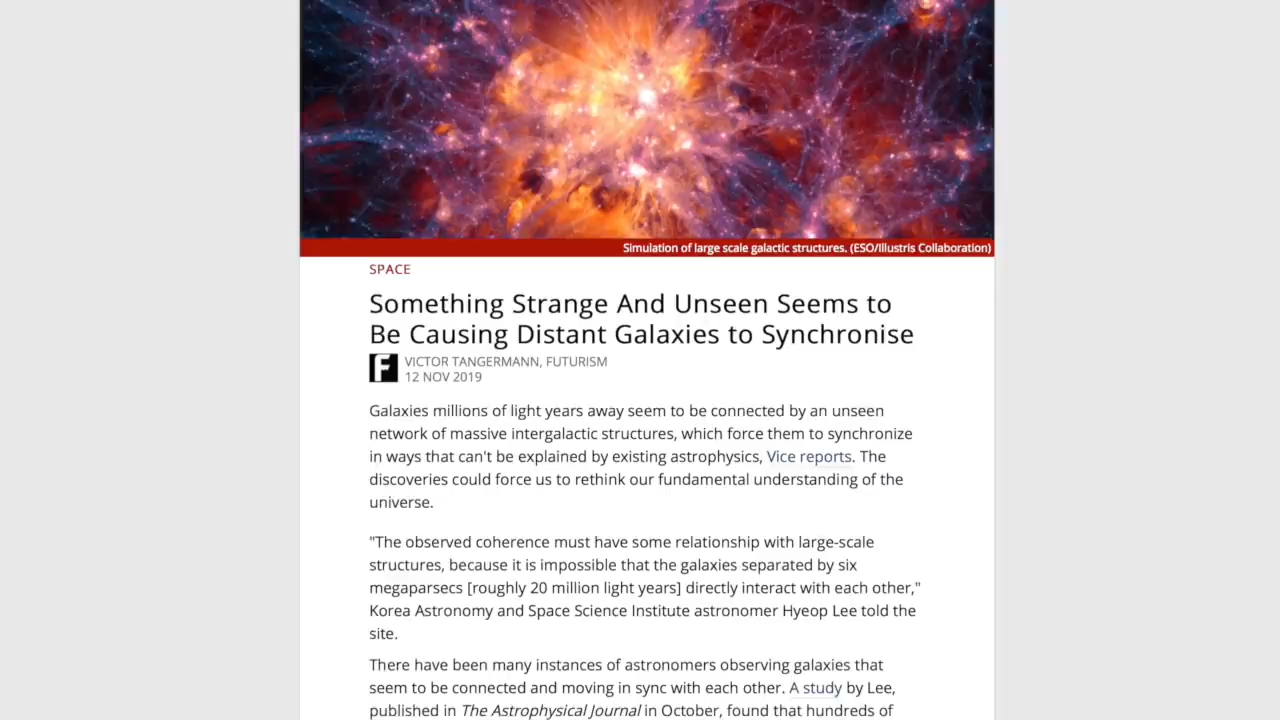 Simulation of large scale galactic structures. (ESO/Illustris Collaboration)
SPACE
Something Strange And Unseen Seems to
Be Causing Distant Galaxies to Synchronise
F
VICTOR TANGERMANN, FUTURISM
12 NOV 2019
Galaxies millions of light years away seem to be connected by an unseen
network of massive intergalactic structures, which force them to synchronize
in ways that can't be explained by existing astrophysics, Vice reports. The
discoveries could force us to rethink our fundamental understanding of the
universe.
"The observed coherence must have some relationship with large-scale
structures, because it is impossible that the galaxies separated by six
megaparsecs [roughly 20 million light years] directly interact with each other,"
Korea Astronomy and Space Science Institute astronomer Hyeop Lee told the
site.
There have been many instances of astronomers observing galaxies that
seem to be connected and moving in sync with each other. A study by Lee,
published in The Astrophysical Journal in October, found that hundreds of